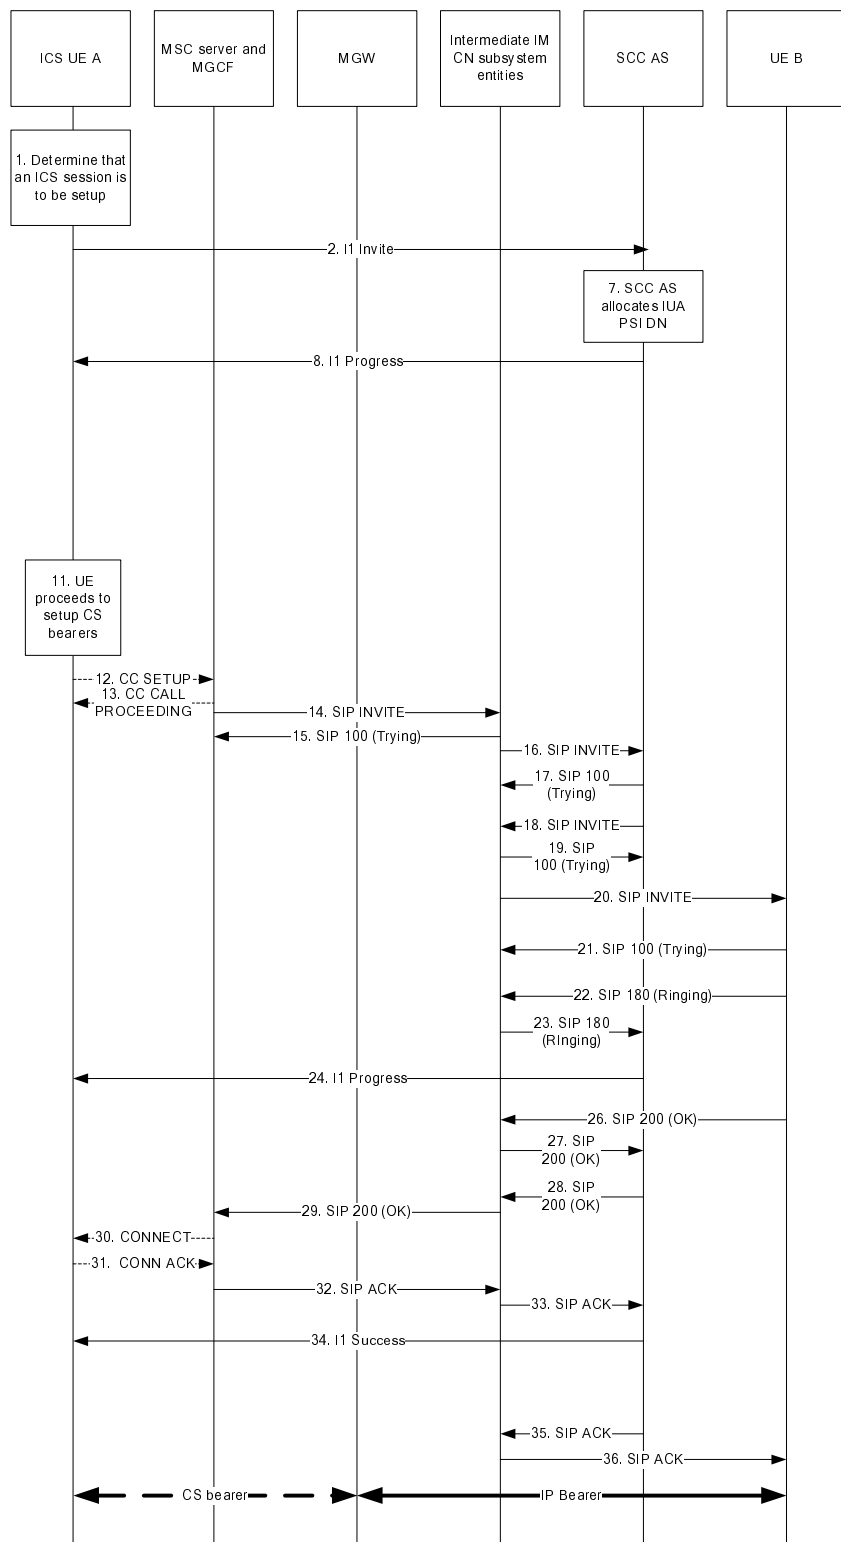 ICS UE A
MSC server and
MGCF
MGW
Intermediate IM
CN subsystem
entities
SCC AS
UE B
1. Determine that
an ICS session is
to be setup
2. I1 Invite
7. SCC AS
allocates IUA
PSI DN
8. I1 Progress
11. UE
proceeds to
setup CS
bearers
12. CC SETUP
13. CC CALL
PROCEEDING
14. SIP INVITE
15. SIP 100 (Trying)
16. SIP INVITE
17. SIP 100
(Trying)
18. SIP INVITE
19. SIP
100 (Trying)
20. SIP INVITE
21. SIP 100 (Trying)
22. SIP 180 (Ringing)
23. SIP 180
(RInging)
24. I1 Progress
26. SIP 200 (OK)
27. SIP
200 (OK)
28. SIP
200 (OK)
29. SIP 200 (OK)
30. CONNECT
31. CONN ACK
32. SIP ACK
33. SIP ACK
34. I1 Success
35. SIP ACK
36. SIP ACK
CS bearer
IP Bearer